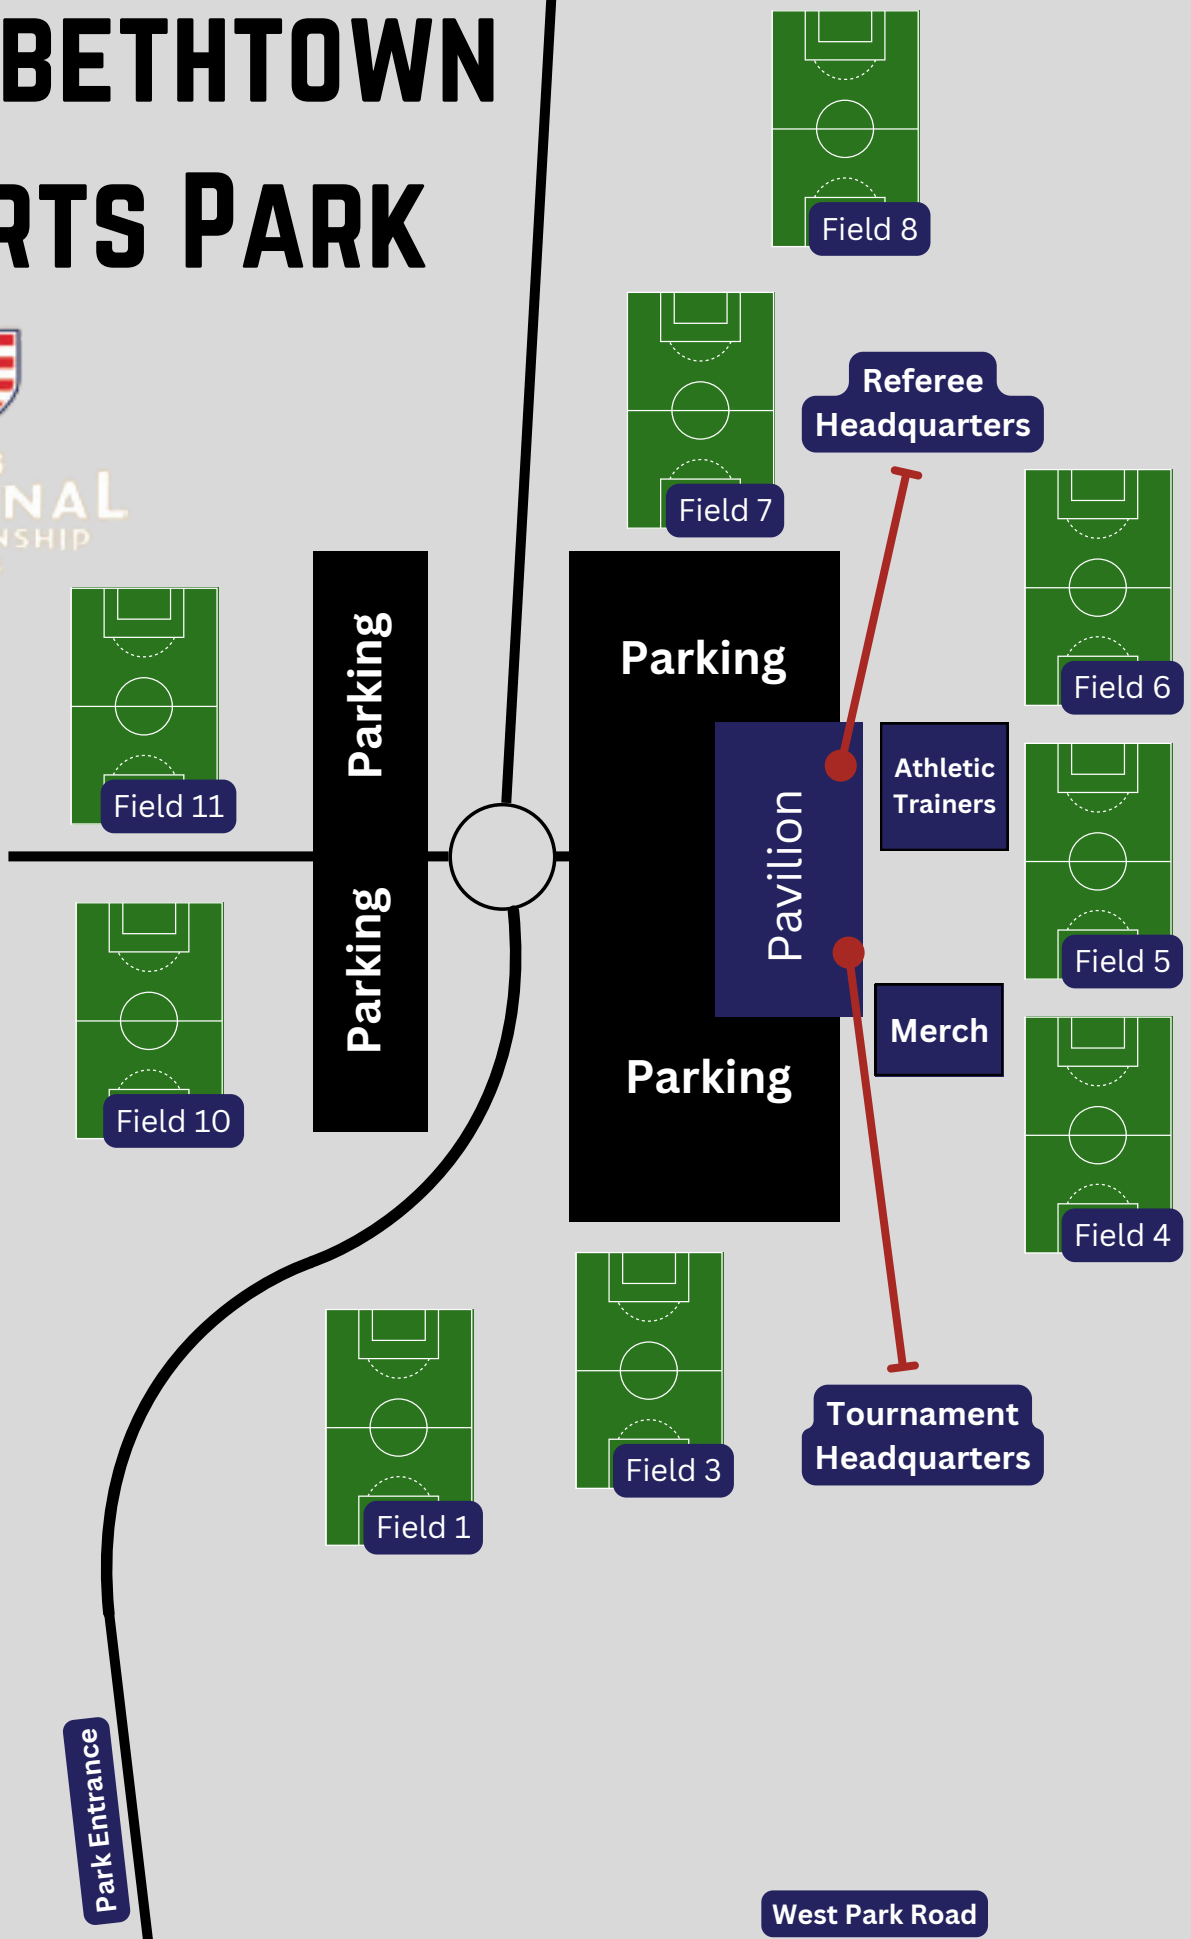 BETHTOWN
RTS PARK
NAL
NSHIP
Field 8
Field 7
Referee
Headquarters
Field 6
Parking
Parking
Field 11
Athletic
Trainers
Pavilion
Field 5
Parking
Field 10
Merch
Parking
Field 4
Field 3
Tournament
Headquarters
Field 1
Park Entrance
West Park Road